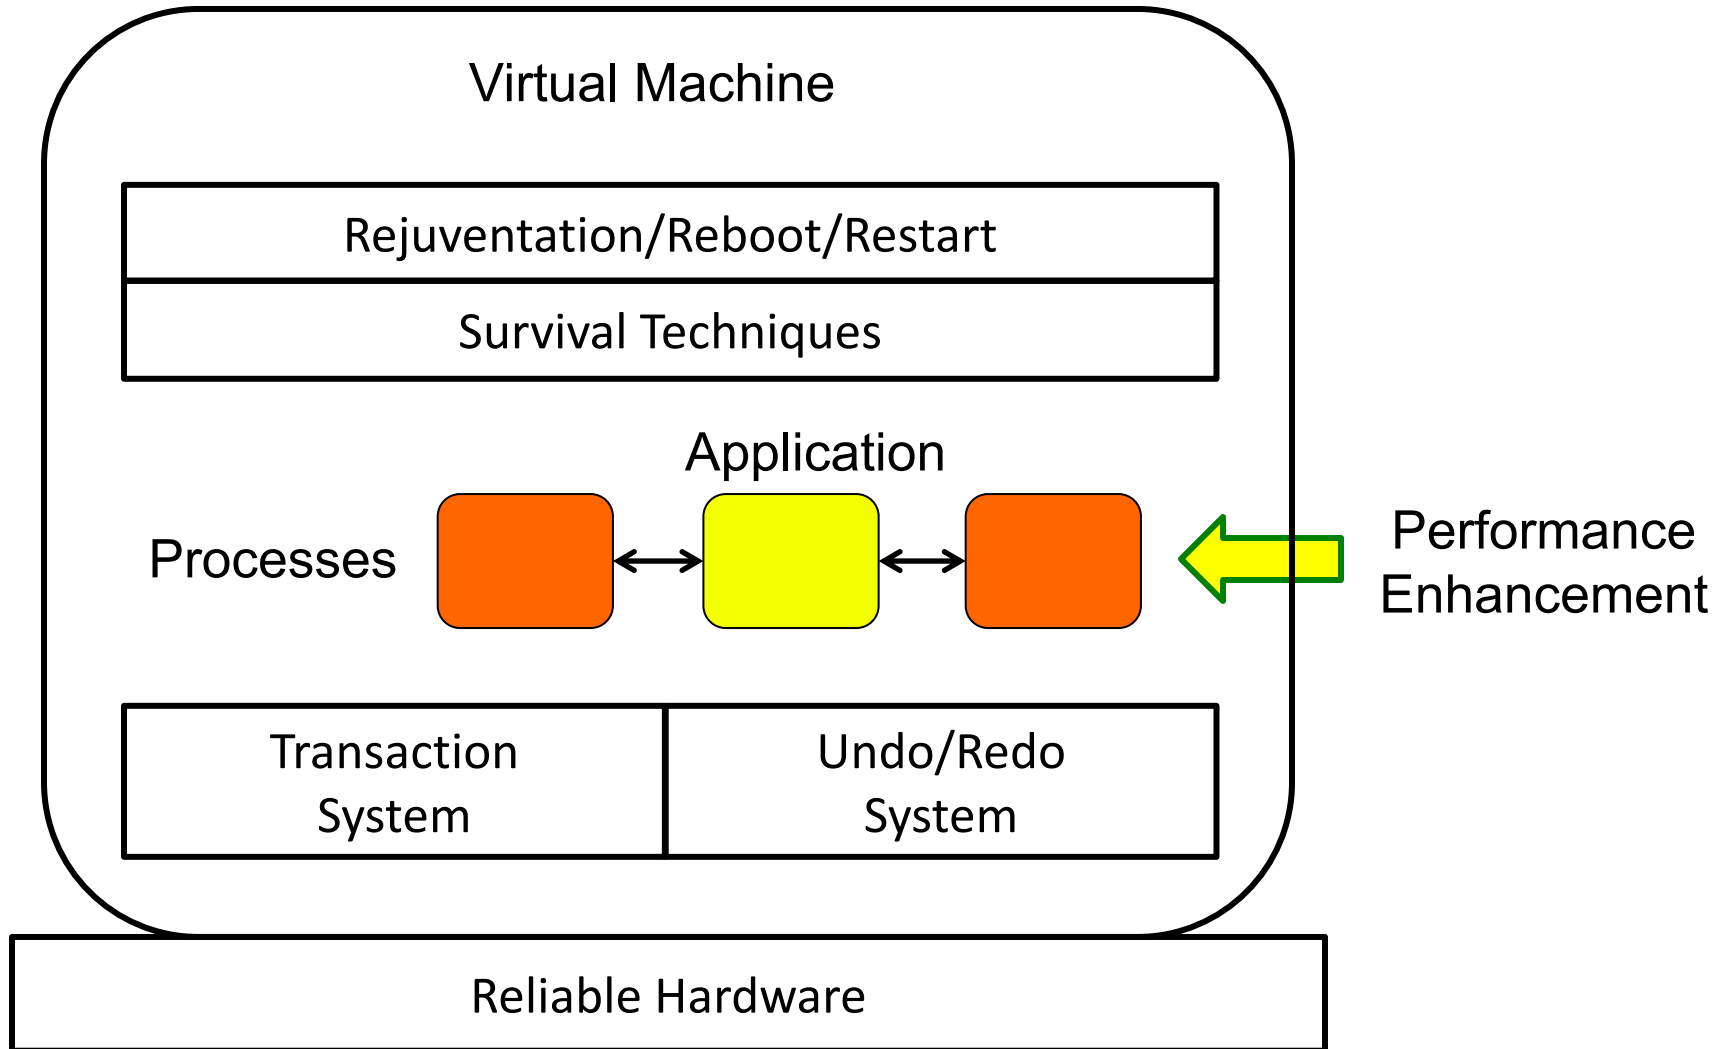 Virtual Machine
Rejuventation/Reboot/Restart
Survival Techniques
Application
Processes
Performance
Enhancement
Transaction
System
Undo/Redo
System
Reliable Hardware